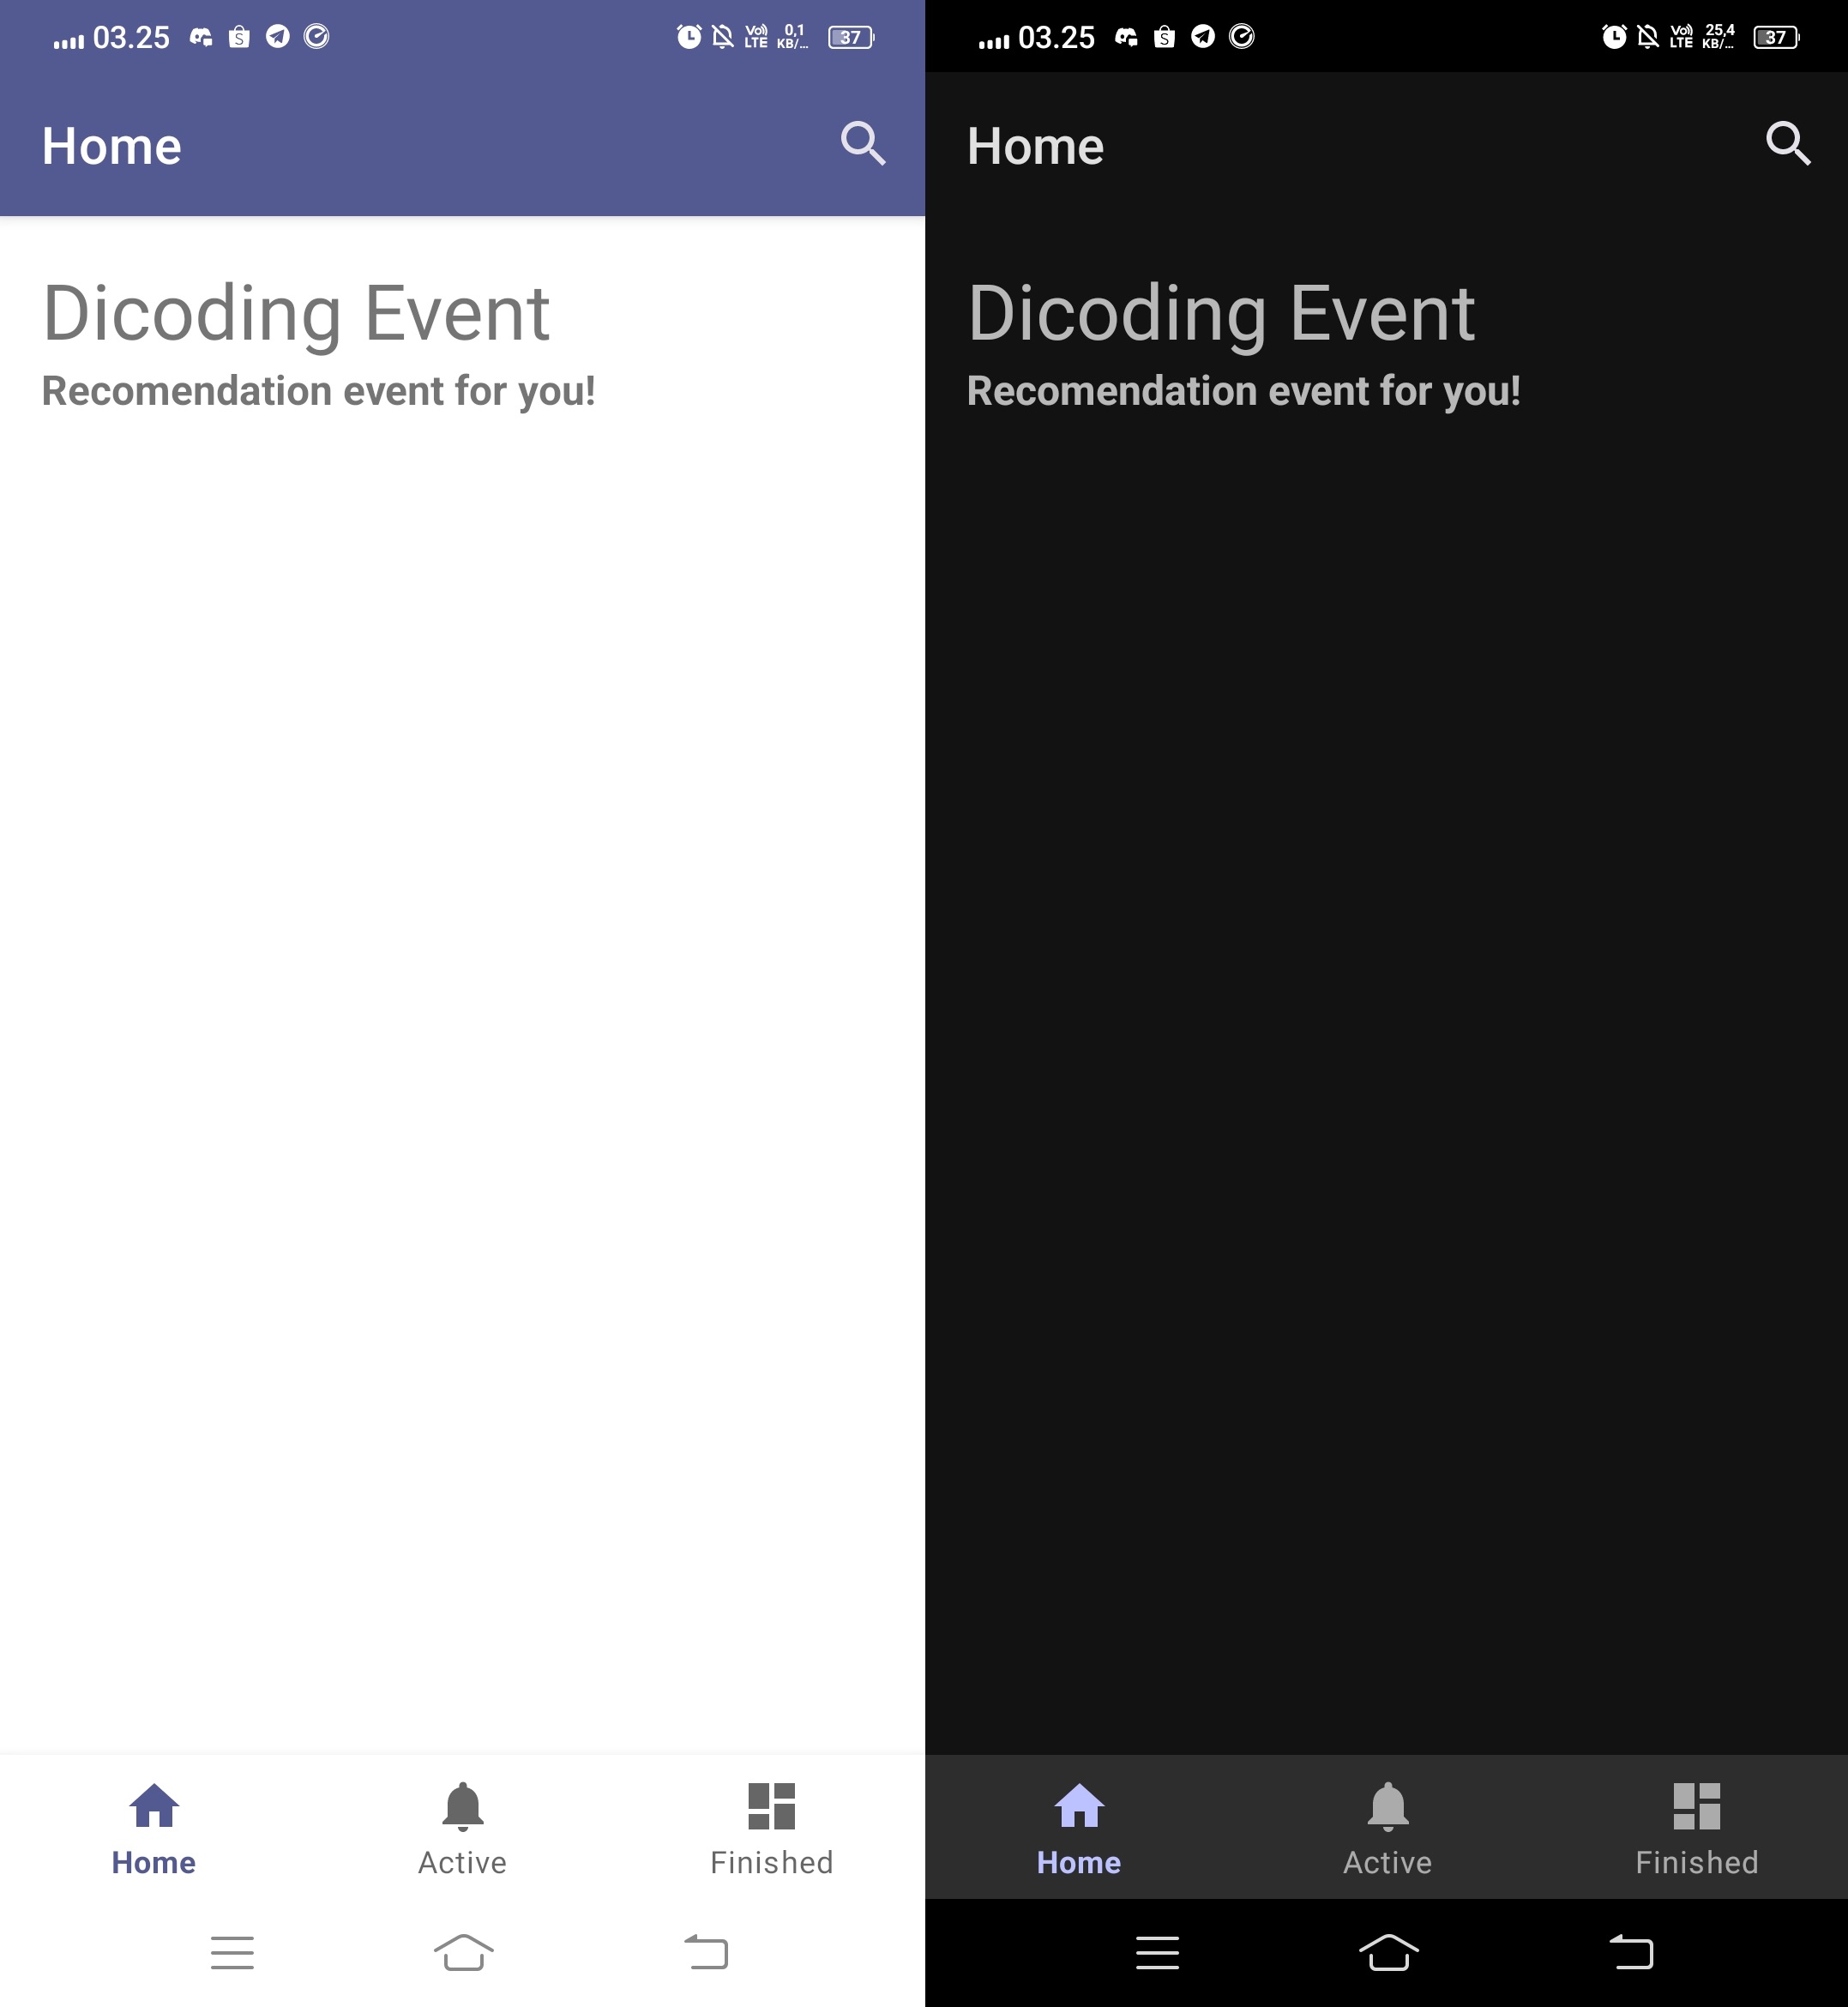 03.25 Vo) LTE 0,1 KB/... 37
Home
Dicoding Event
Recomendation event for you!
Home Active Finished
03.25 Vo) LTE 25,4 KB/... 37
Home
Dicoding Event
Recomendation event for you!
Home Active Finished